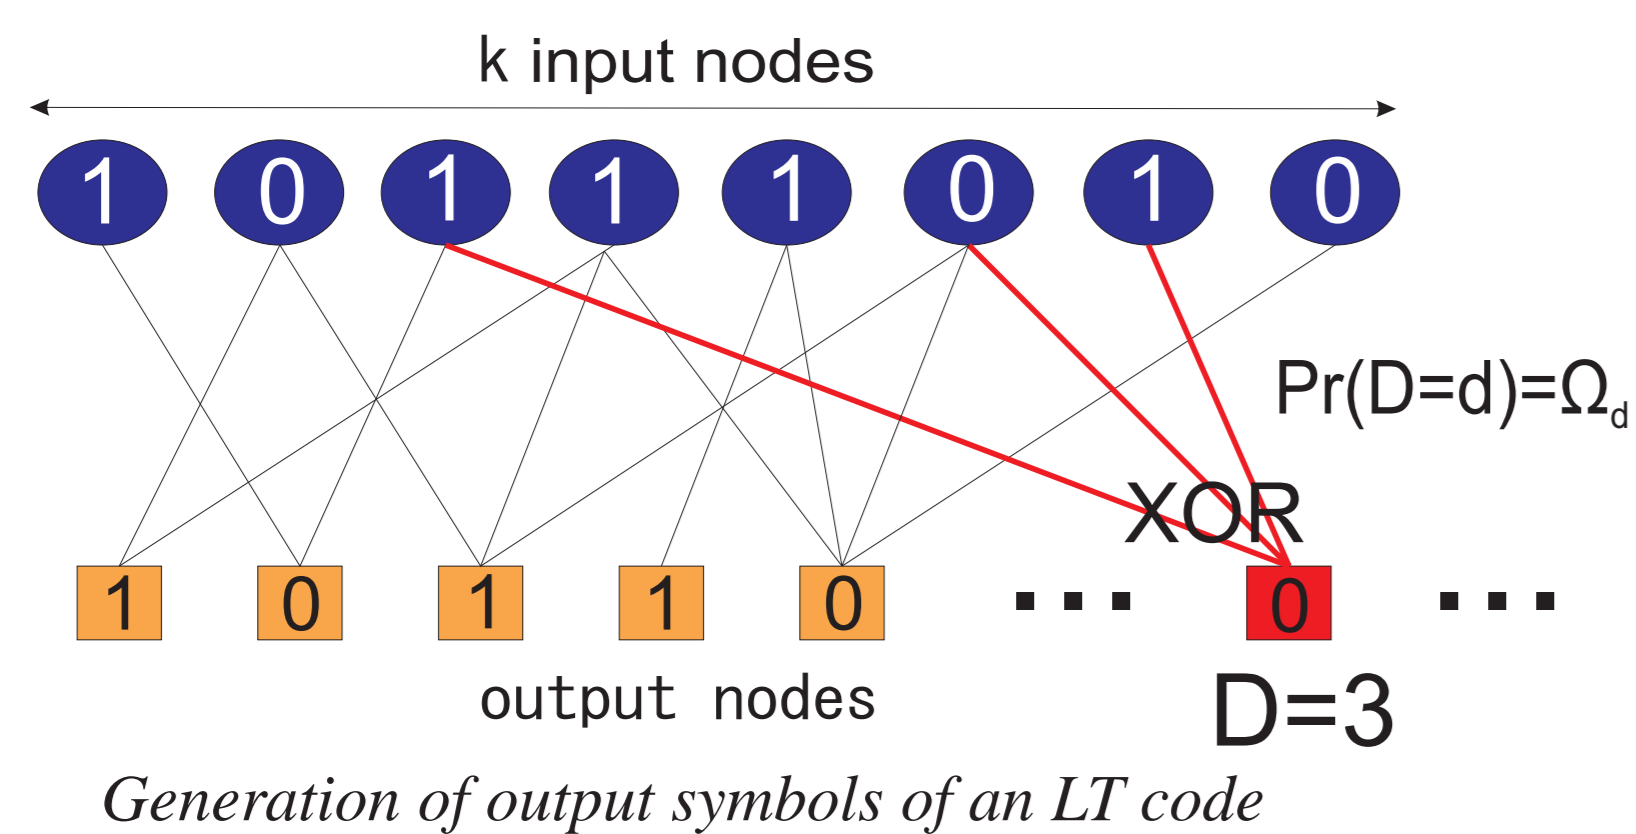 k input nodes
1 0 1 1 1 0 1 0
Pr(D=d)=Ω_d
XOR
1 0 1 1 0 ... 0 ...
output nodes
D=3
Generation of output symbols of an LT code